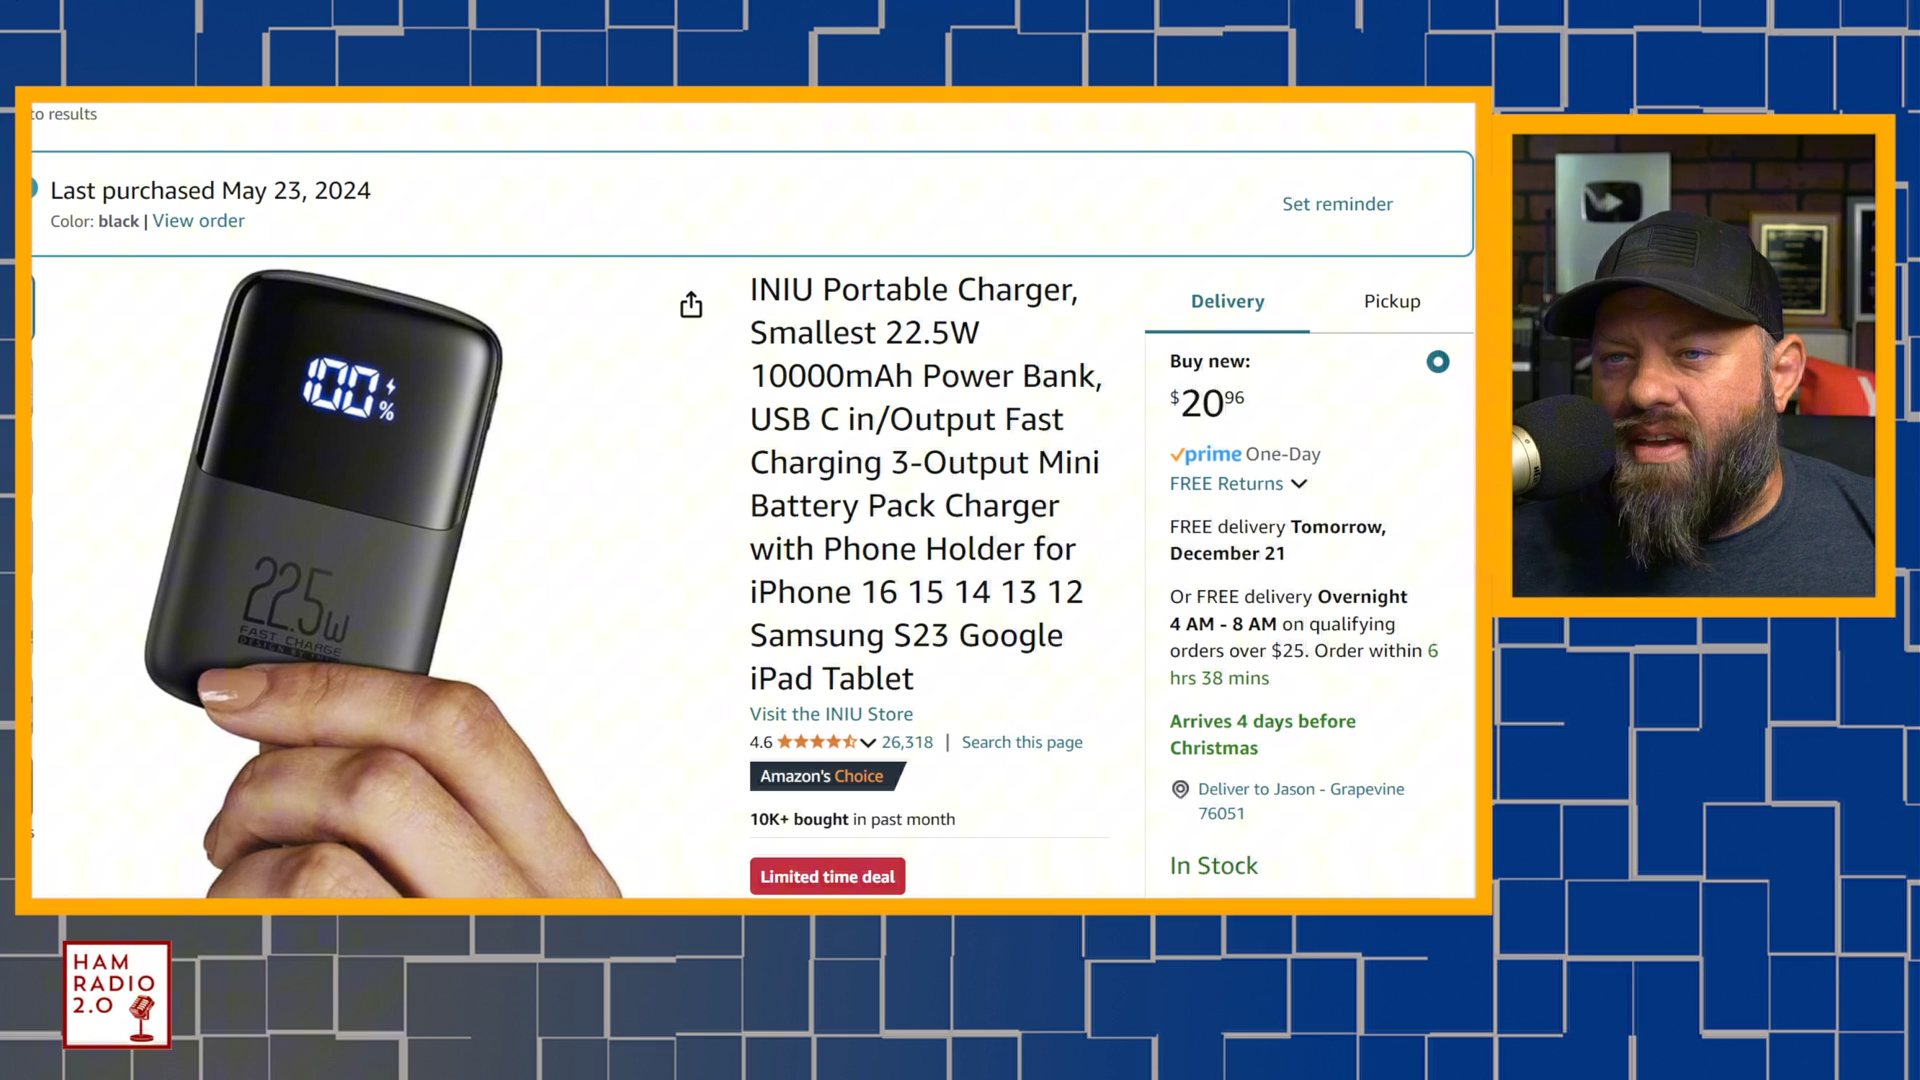 to results
Last purchased May 23, 2024
Set reminder
Color: black | View order
100 %
22.5W
FAST CHARGE
INIU Portable Charger,
Smallest 22.5W
10000mAh Power Bank,
USB C in/Output Fast
Charging 3-Output Mini
Battery Pack Charger
with Phone Holder for
iPhone 16 15 14 13 12
Samsung S23 Google
iPad Tablet
Visit the INIU Store
4.6 26,318 | Search this page
Amazon's Choice
10K+ bought in past month
Limited time deal
Delivery Pickup
Buy new:
$20.96
prime One-Day
FREE Returns
FREE delivery Tomorrow,
December 21
Or FREE delivery Overnight
4 AM - 8 AM on qualifying
orders over $25. Order within 6
hrs 38 mins
Arrives 4 days before
Christmas
Deliver to Jason - Grapevine
76051
In Stock
HAM
RADIO
2.0